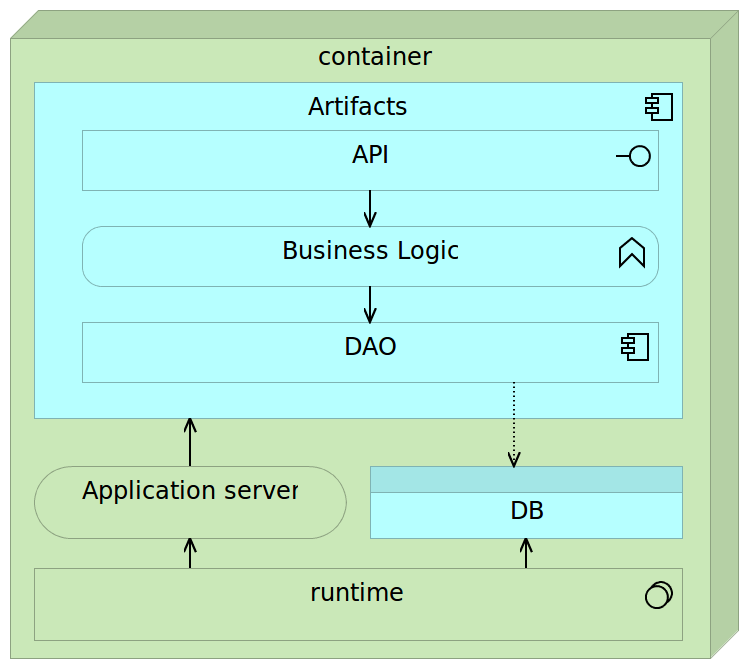 container
Artifacts
API
Business Logic
DAO
Application server
DB
runtime